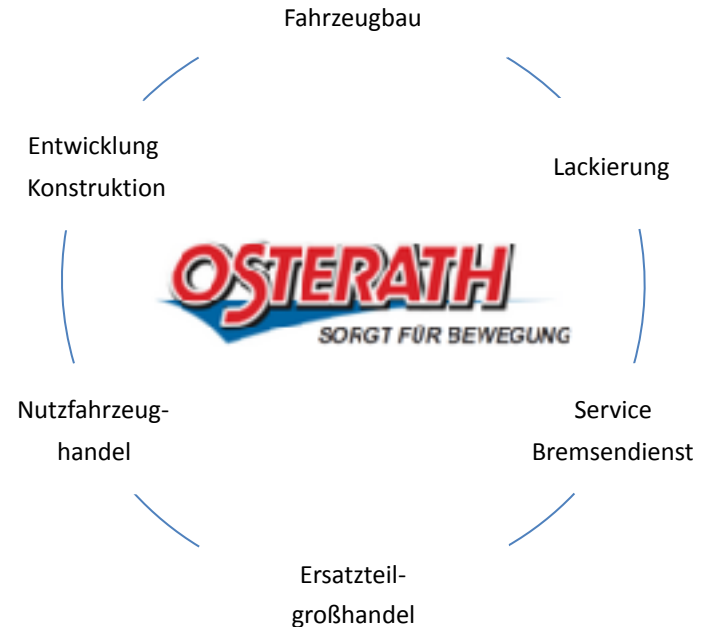 Fahrzeugbau
Entwicklung
Konstruktion
Lackierung
OSTERATH
SORGT FÜR BEWEGUNG
Nutzfahrzeug-
handel
Service
Bremsendienst
Ersatzteil-
großhandel